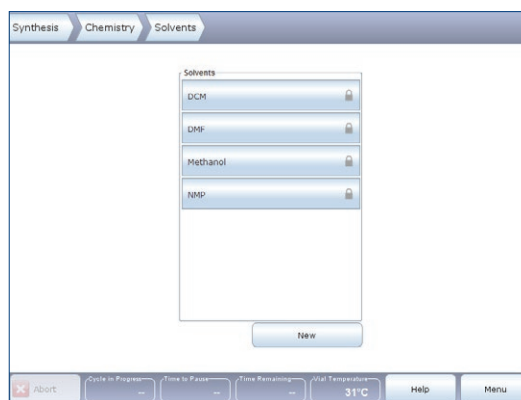 Synthesis Chemistry Solvents
Solvents
DCM
DMF
Methanol
NMP
New
Abort
Cycle in Progress
--
Time to Pause
--
Time Remaining
--
Vial Temperature
31°C
Help
Menu